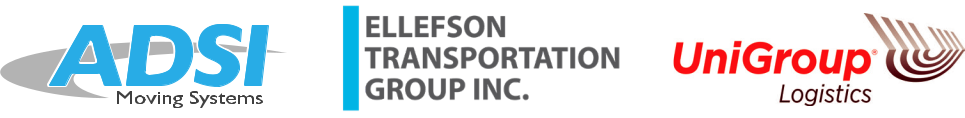 ADSI
Moving Systems
ELLEFSON
TRANSPORTATION
GROUP INC.
UniGroup®
Logistics